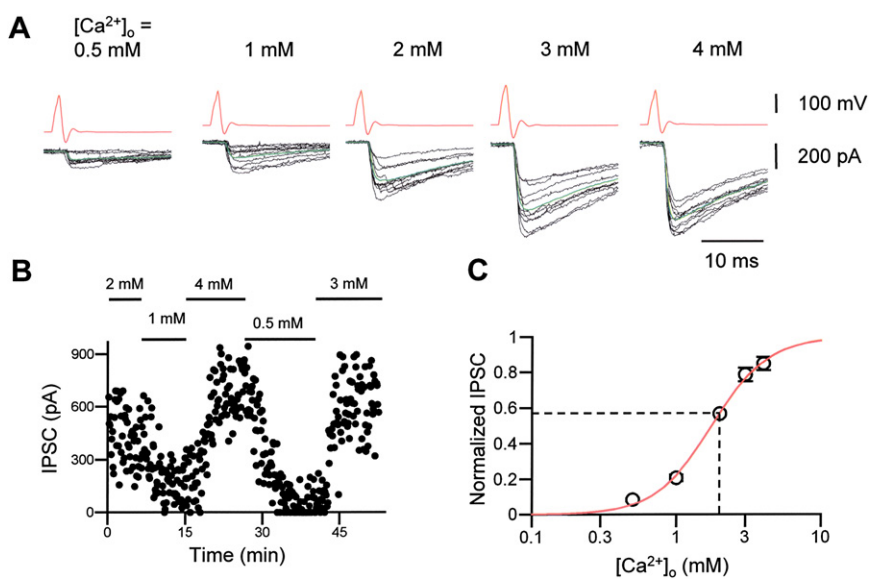 A
[Ca²⁺]ₒ =
0.5 mM 1 mM 2 mM 3 mM 4 mM
100 mV
200 pA
10 ms
B
2 mM 4 mM 3 mM
1 mM 0.5 mM
900
600
300
0
IPSC (pA)
0 15 30 45
Time (min)
C
1
0.8
0.6
0.4
0.2
0
Normalized IPSC
0.1 0.3 1 3 10
[Ca²⁺]ₒ (mM)